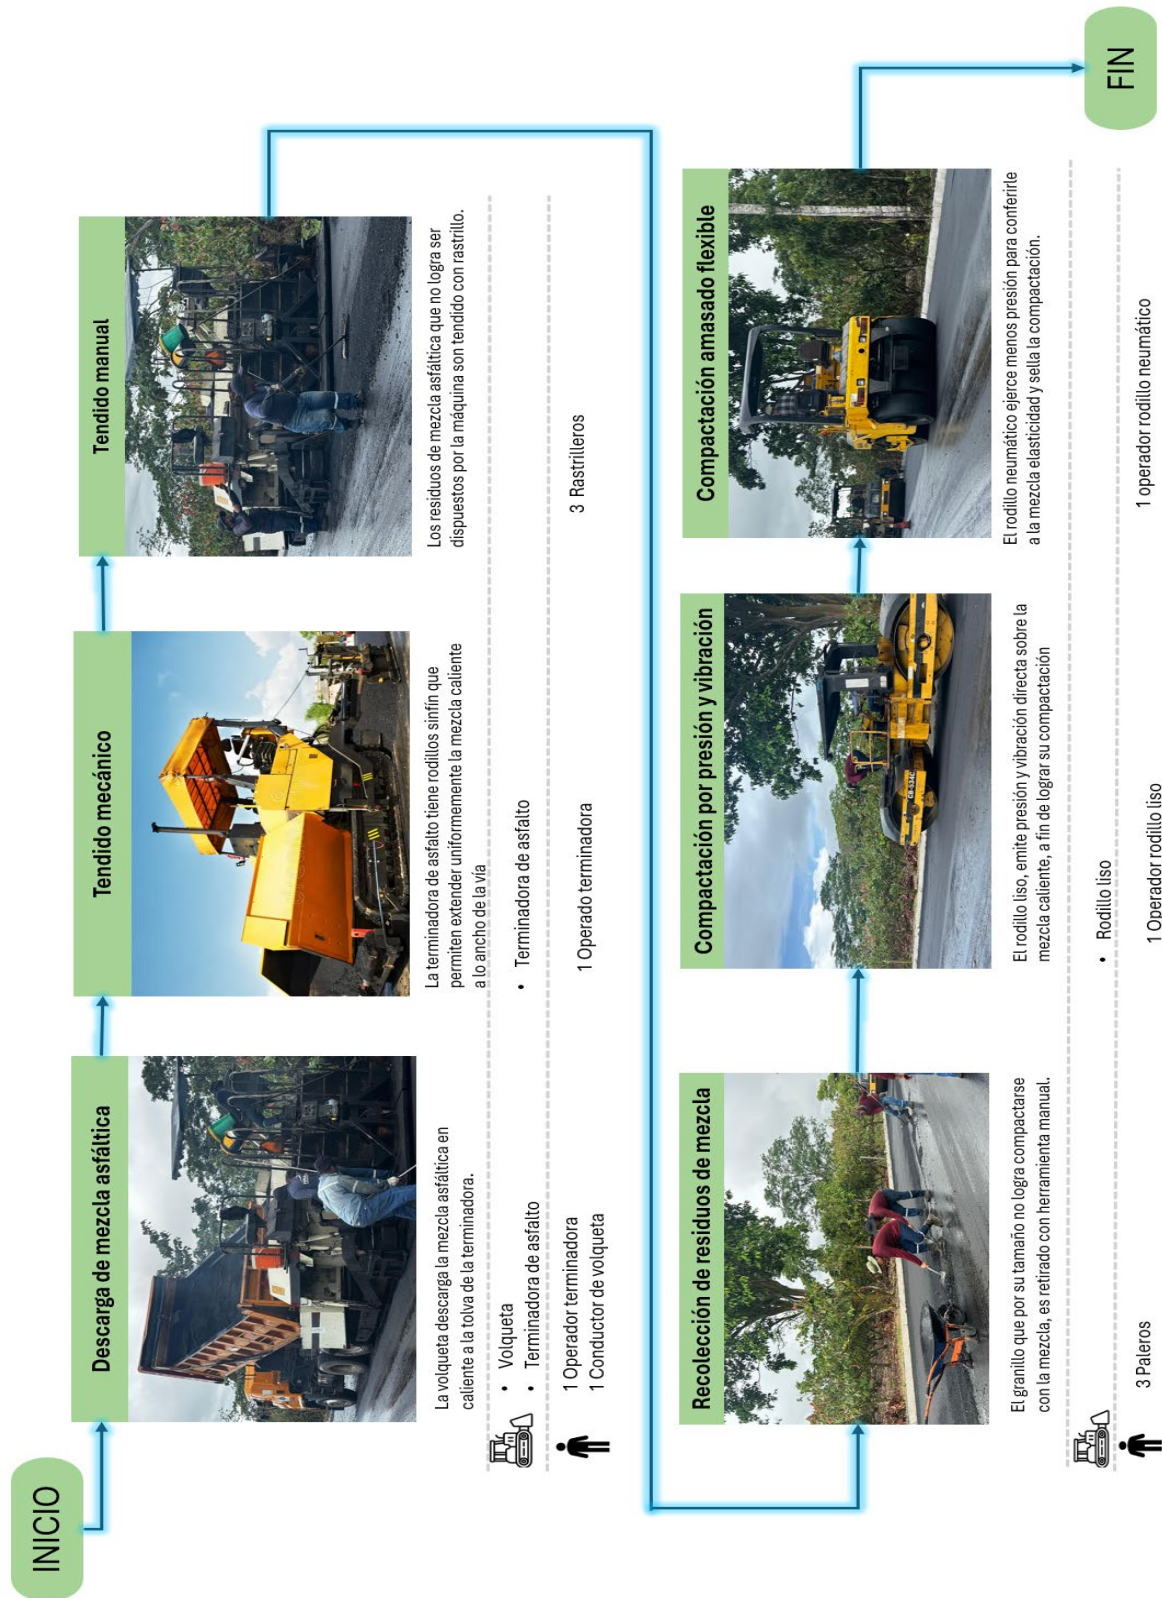 INICIO
Descarga de mezcla asfáltica
La volqueta descarga la mezcla asfáltica en
caliente a la tolva de la terminadora.
• Volqueta
• Terminadora de asfalto
1 Operador terminadora
1 Conductor de volqueta
Tendido mecánico
La terminadora de asfalto tiene rodillos sinfín que
permiten extender uniformemente la mezcla caliente
a lo ancho de la vía
• Terminadora de asfalto
1 Operado terminadora
Tendido manual
Los residuos de mezcla asfáltica que no logra ser
dispuestos por la máquina son tendido con rastrillo.
3 Rastrilleros
Recolección de residuos de mezcla
El granillo que por su tamaño no logra compactarse
con la mezcla, es retirado con herramienta manual.
3 Paleros
Compactación por presión y vibración
CB-534C
El rodillo liso, emite presión y vibración directa sobre la
mezcla caliente, a fin de lograr su compactación
• Rodillo liso
1 Operador rodillo liso
Compactación amasado flexible
El rodillo neumático ejerce menos presión para conferirle
a la mezcla elasticidad y sella la compactación.
1 operador rodillo neumático
FIN